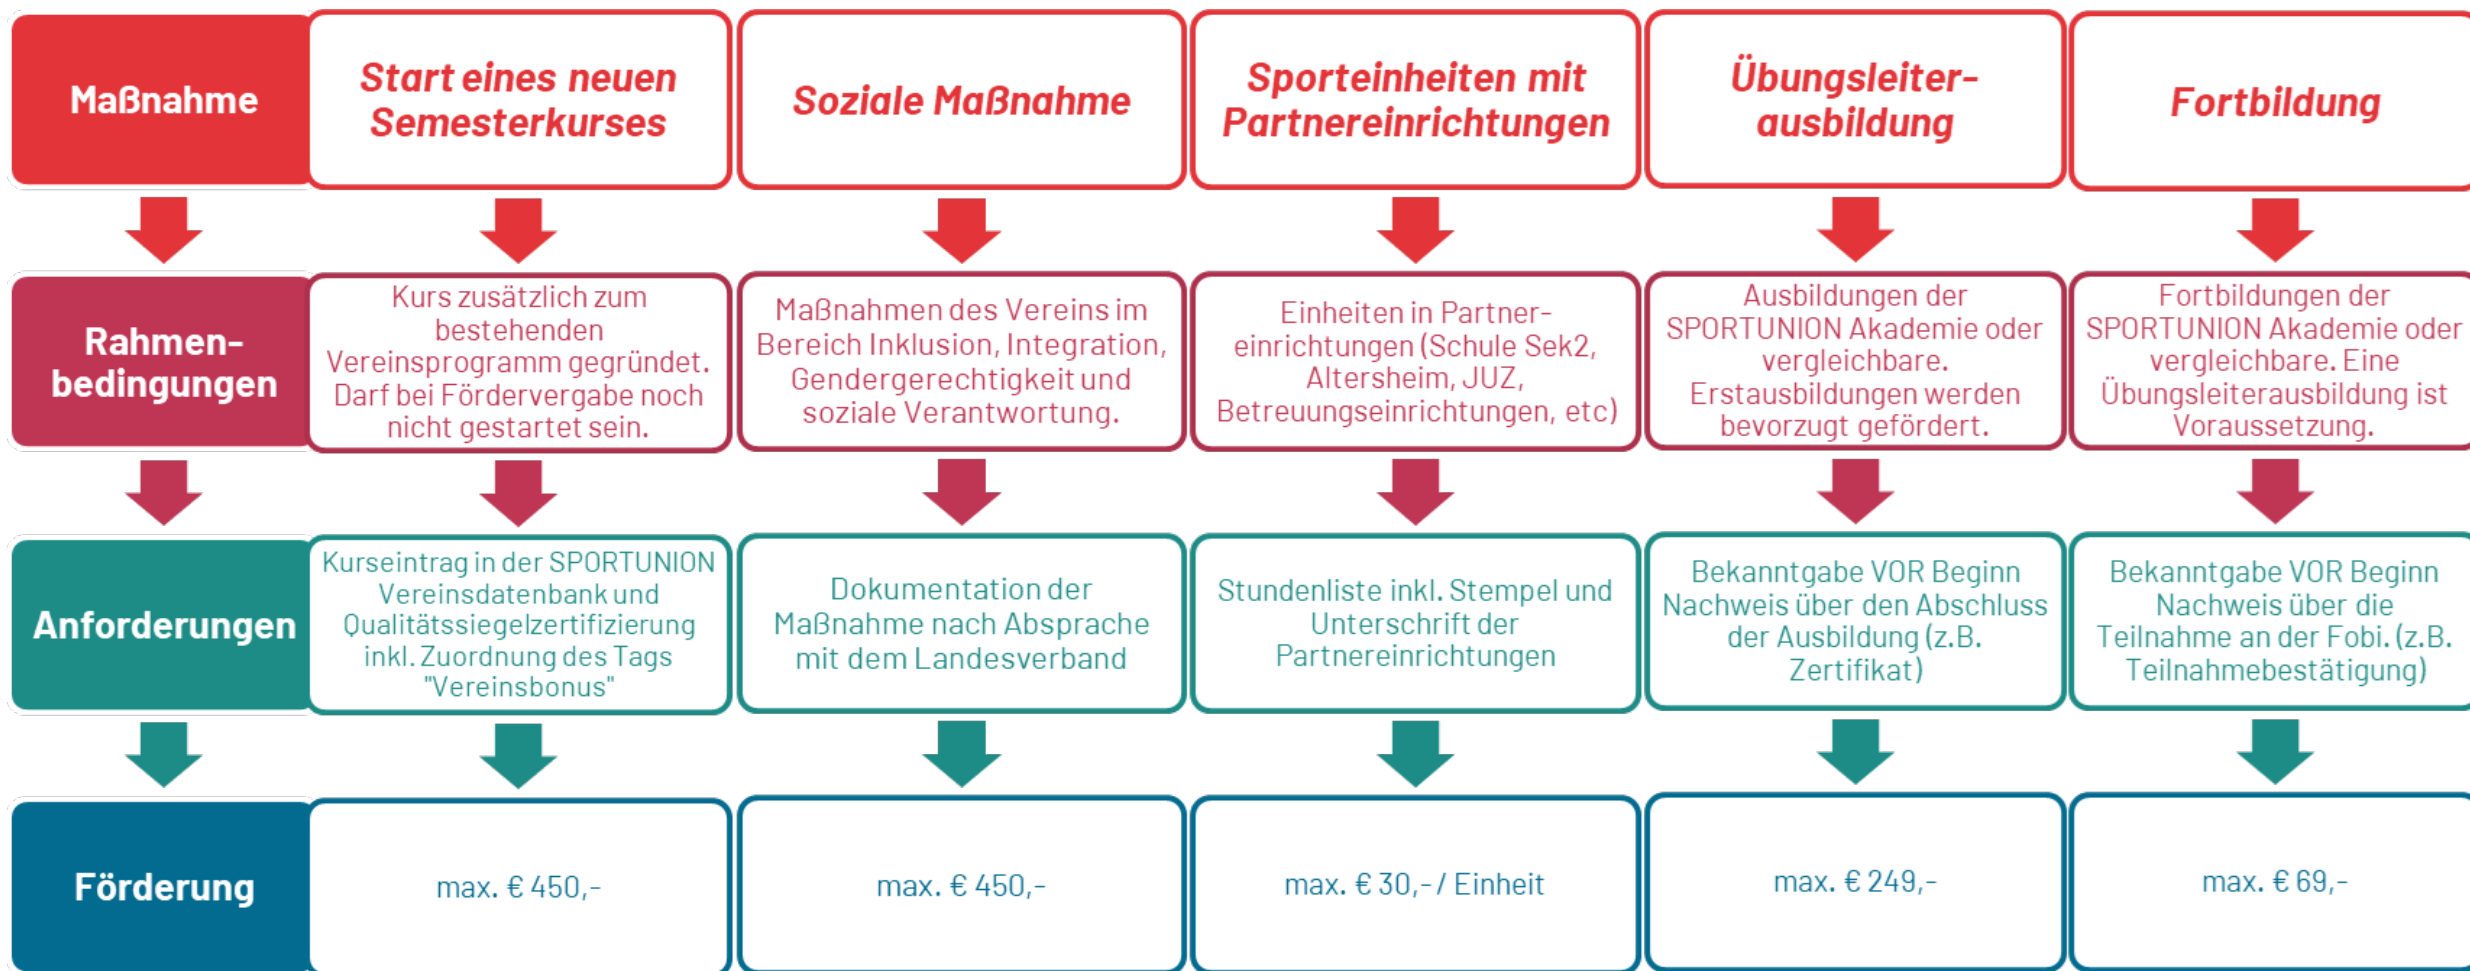 Maßnahme
Start eines neuen
Semesterkurses
Soziale Maßnahme
Sporteinheiten mit
Partnereinrichtungen
Übungsleiter-
ausbildung
Fortbildung
Rahmen-
bedingungen
Kurs zusätzlich zum
bestehenden
Vereinsprogramm gegründet.
Darf bei Fördervergabe noch
nicht gestartet sein.
Maßnahmen des Vereins im
Bereich Inklusion, Integration,
Gendergerechtigkeit und
soziale Verantwortung.
Einheiten in Partner-
einrichtungen (Schule Sek2,
Altersheim, JUZ,
Betreuungseinrichtungen, etc)
Ausbildungen der
SPORTUNION Akademie oder
vergleichbare.
Erstausbildungen werden
bevorzugt gefördert.
Fortbildungen der
SPORTUNION Akademie oder
vergleichbare. Eine
Übungsleiterausbildung ist
Voraussetzung.
Anforderungen
Kurseintrag in der SPORTUNION
Vereinsdatenbank und
Qualitätssiegelzertifizierung
inkl. Zuordnung des Tags
"Vereinsbonus"
Dokumentation der
Maßnahme nach Absprache
mit dem Landesverband
Stundenliste inkl. Stempel und
Unterschrift der
Partnereinrichtungen
Bekanntgabe VOR Beginn
Nachweis über den Abschluss
der Ausbildung (z.B.
Zertifikat)
Bekanntgabe VOR Beginn
Nachweis über die
Teilnahme an der Fobi. (z.B.
Teilnahmebestätigung)
Förderung
max. € 450,-
max. € 450,-
max. € 30,- / Einheit
max. € 249,-
max. € 69,-